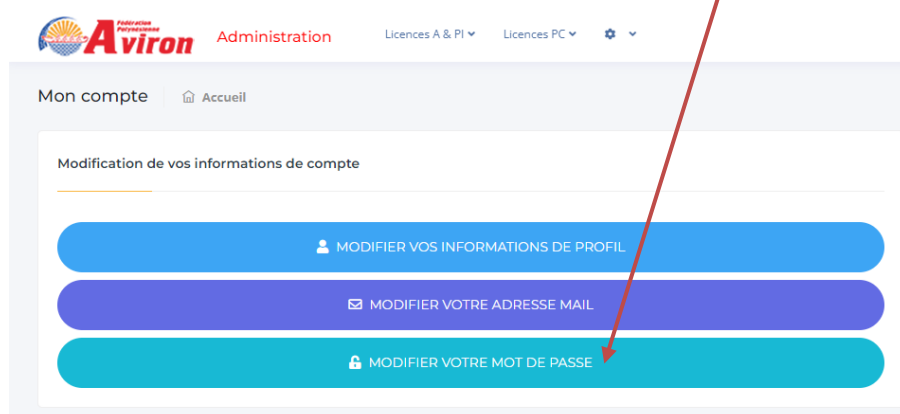 Fédération
Polynésienne
Aviron
Administration
Licences A & PI
Licences PC
Mon compte
Accueil
Modification de vos informations de compte
MODIFIER VOS INFORMATIONS DE PROFIL
MODIFIER VOTRE ADRESSE MAIL
MODIFIER VOTRE MOT DE PASSE